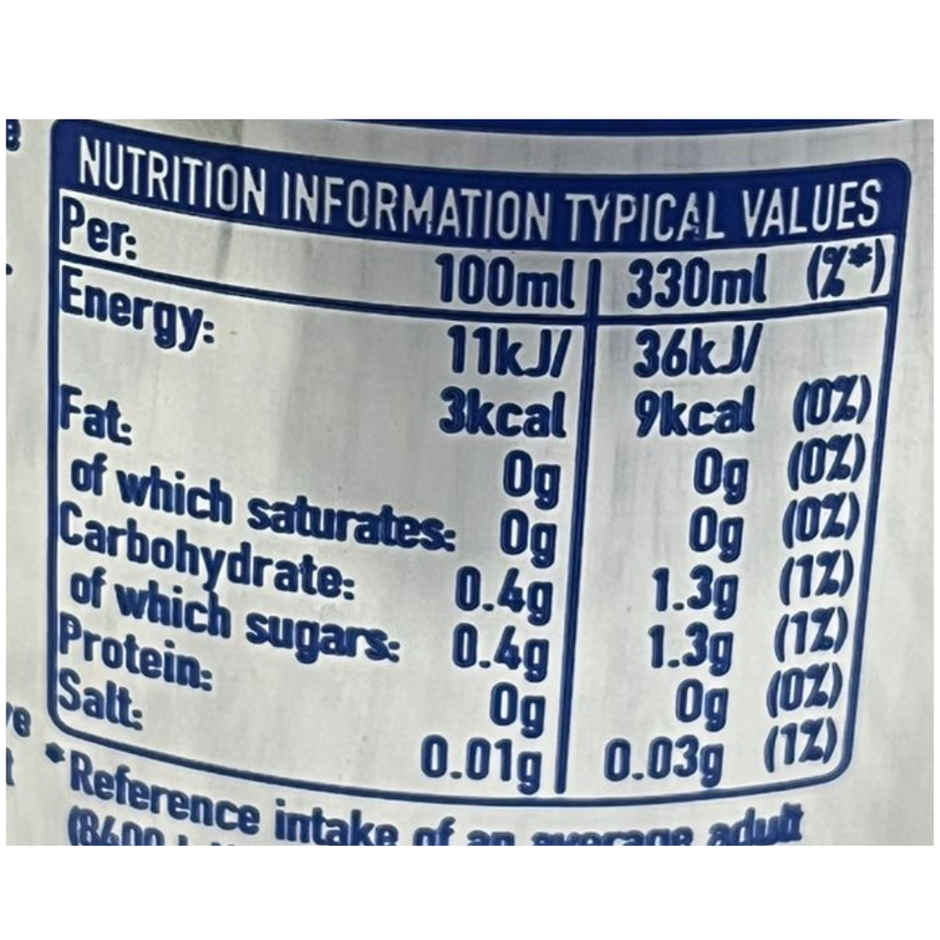 NUTRITION INFORMATION TYPICAL VALUES
Per: 100ml 330ml (%*)
Energy: 11kJ/ 36kJ/
3kcal 9kcal (0%)
Fat: 0g 0g (0%)
of which saturates: 0g 0g (0%)
Carbohydrate: 0.4g 1.3g (1%)
of which sugars: 0.4g 1.3g (1%)
Protein: 0g 0g (0%)
Salt: 0.01g 0.03g (1%)
*Reference intake of an average adult